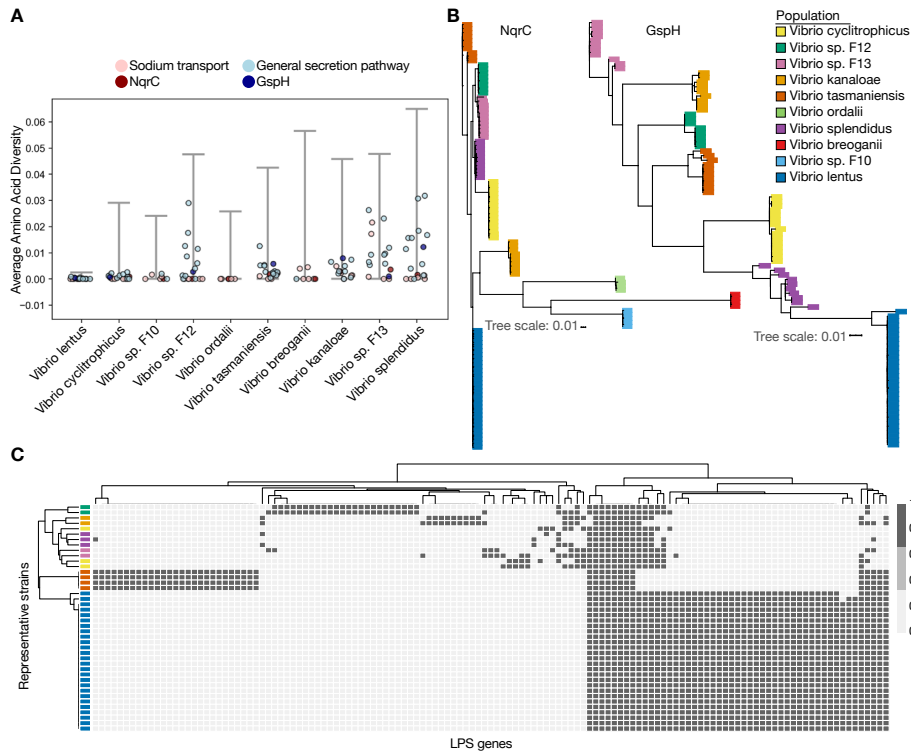 A
Sodium transport
General secretion pathway
NqrC
GspH
Average Amino Acid Diversity
0.06
0.05
0.04
0.03
0.02
0.01
0.00
−0.01
Vibrio lentus
Vibrio cyclitrophicus
Vibrio sp. F10
Vibrio sp. F12
Vibrio ordalii
Vibrio tasmaniensis
Vibrio breoganii
Vibrio kanaloae
Vibrio sp. F13
Vibrio splendidus
B
NqrC
GspH
Tree scale: 0.01
Tree scale: 0.01
Population
Vibrio cyclitrophicus
Vibrio sp. F12
Vibrio sp. F13
Vibrio kanaloae
Vibrio tasmaniensis
Vibrio ordalii
Vibrio splendidus
Vibrio breoganii
Vibrio sp. F10
Vibrio lentus
C
Representative strains
LPS genes